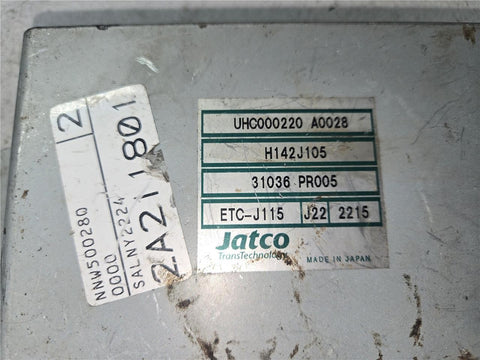 2
NNW500280
0000
SALNY2224
2A211801
UHC000220 A0028
H142J105
31036 PR005
ETC-J115 J22 2215
Jatco
TransTechnology
MADE IN JAPAN